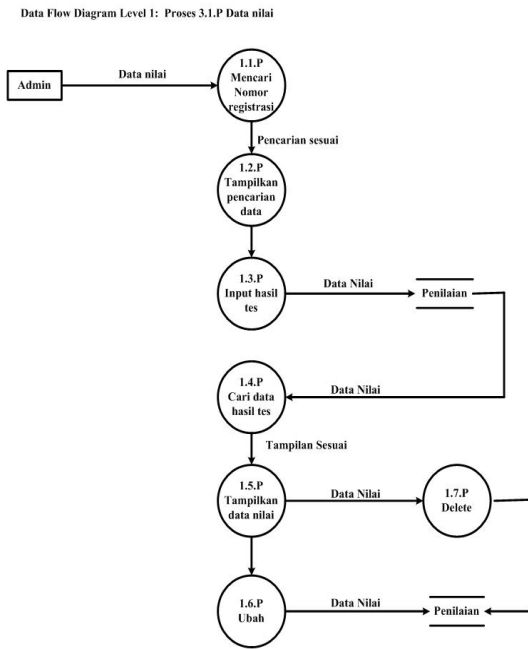 Data Flow Diagram Level 1: Proses 3.1.P Data nilai
Admin
Data nilai
1.1.P
Mencari
Nomor
registrasi
Pencarian sesuai
1.2.P
Tampilkan
pencarian
data
1.3.P
Input hasil
tes
Data Nilai
Penilaian
1.4.P
Cari data
hasil tes
Data Nilai
Tampilan Sesuai
1.5.P
Tampilkan
data nilai
Data Nilai
1.7.P
Delete
1.6.P
Ubah
Data Nilai
Penilaian